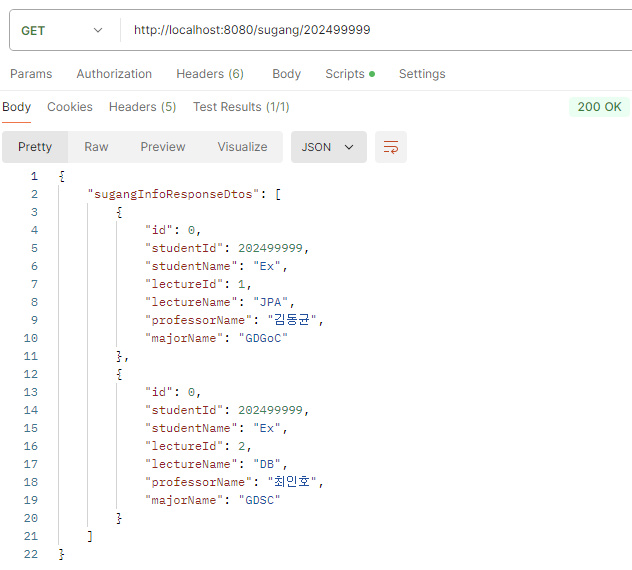 GET http://localhost:8080/sugang/202499999
Params Authorization Headers (6) Body Scripts Settings
Body Cookies Headers (5) Test Results (1/1) 200 OK
Pretty Raw Preview Visualize JSON
1 {
2 "sugangInfoResponseDtos": [
3 {
4 "id": 0,
5 "studentId": 202499999,
6 "studentName": "Ex",
7 "lectureId": 1,
8 "lectureName": "JPA",
9 "professorName": "김동균",
10 "majorName": "GDGoC"
11 },
12 {
13 "id": 0,
14 "studentId": 202499999,
15 "studentName": "Ex",
16 "lectureId": 2,
17 "lectureName": "DB",
18 "professorName": "최인호",
19 "majorName": "GDSC"
20 }
21 ]
22 }